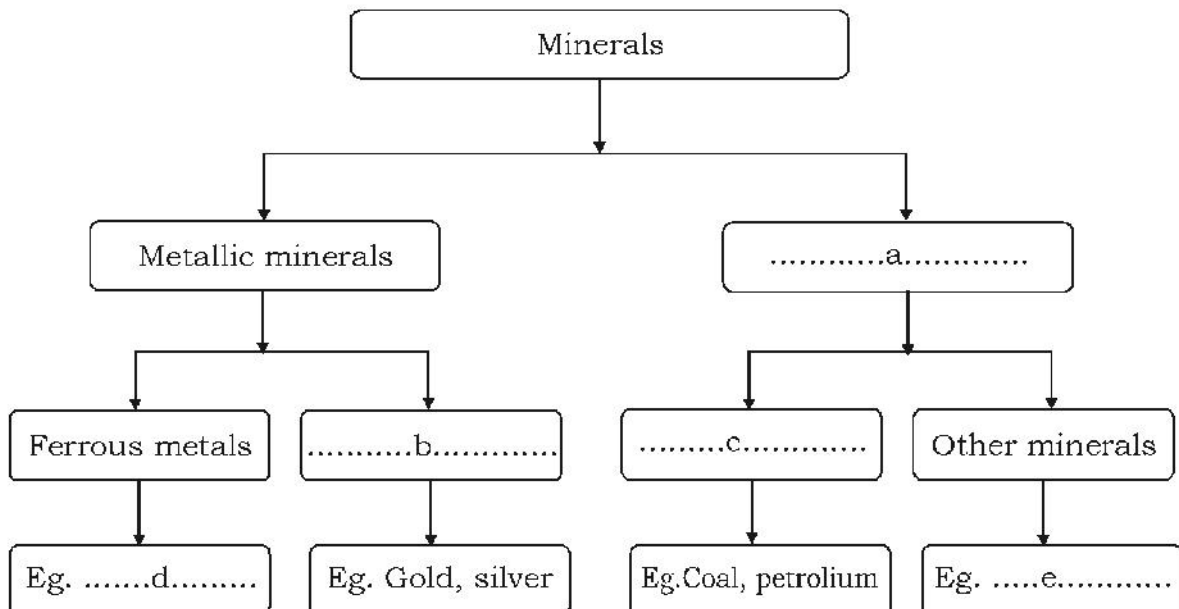 Minerals
Metallic minerals
............a.............
Ferrous metals
...........b.............
.........c.............
Other minerals
Eg. .......d.........
Eg. Gold, silver
Eg.Coal, petrolium
Eg. .....e............